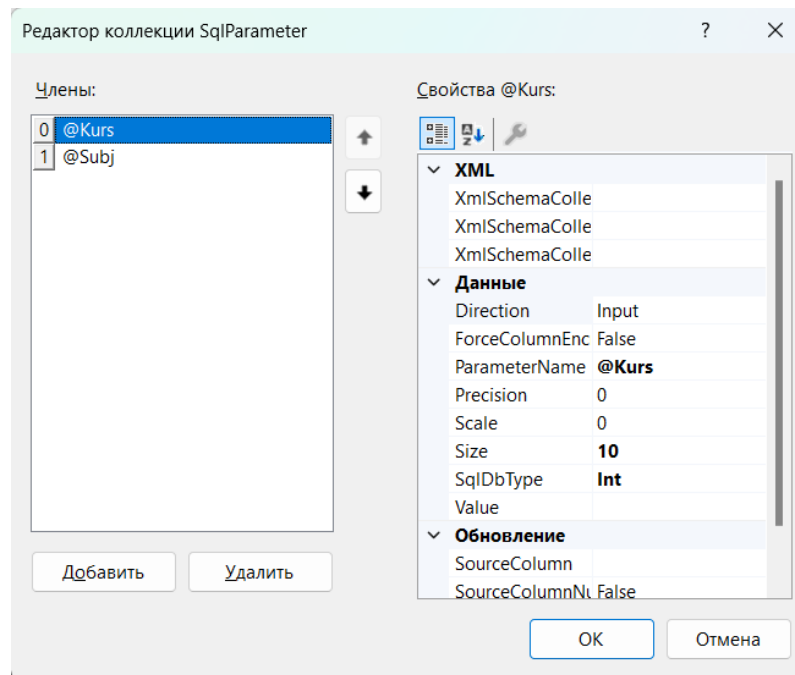 Редактор коллекции SqlParameter ? ×
Члены:
0 @Kurs
1 @Subj
Добавить Удалить
Свойства @Kurs:
XML
XmlSchemaColle
XmlSchemaColle
XmlSchemaColle
Данные
Direction Input
ForceColumnEnc False
ParameterName @Kurs
Precision 0
Scale 0
Size 10
SqlDbType Int
Value
Обновление
SourceColumn
SourceColumnNu False
OK Отмена